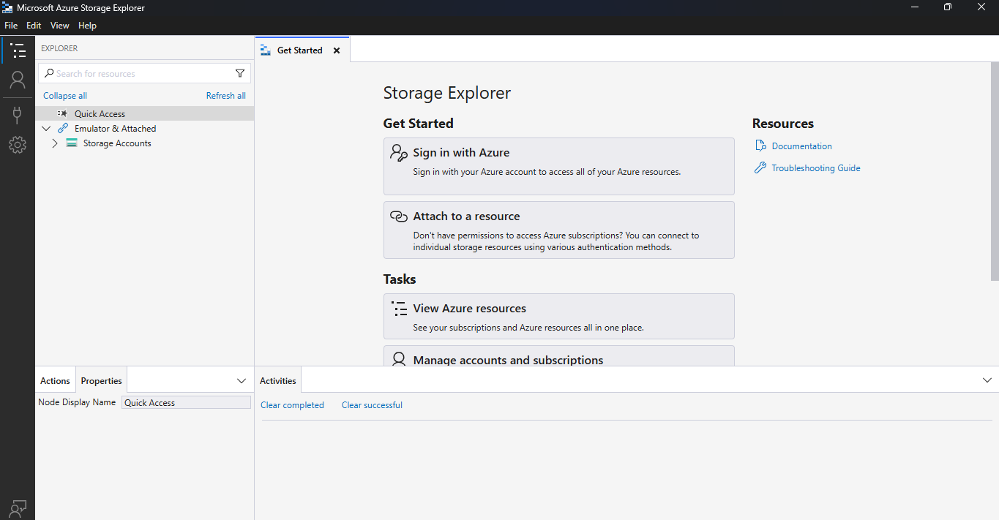 Microsoft Azure Storage Explorer
File Edit View Help
EXPLORER
Search for resources
Collapse all Refresh all
Quick Access
Emulator & Attached
Storage Accounts
Actions Properties
Node Display Name Quick Access
Get Started
Storage Explorer
Get Started
Sign in with Azure
Sign in with your Azure account to access all of your Azure resources.
Attach to a resource
Don't have permissions to access Azure subscriptions? You can connect to
individual storage resources using various authentication methods.
Tasks
View Azure resources
See your subscriptions and Azure resources all in one place.
Manage accounts and subscriptions
Resources
Documentation
Troubleshooting Guide
Activities
Clear completed Clear successful